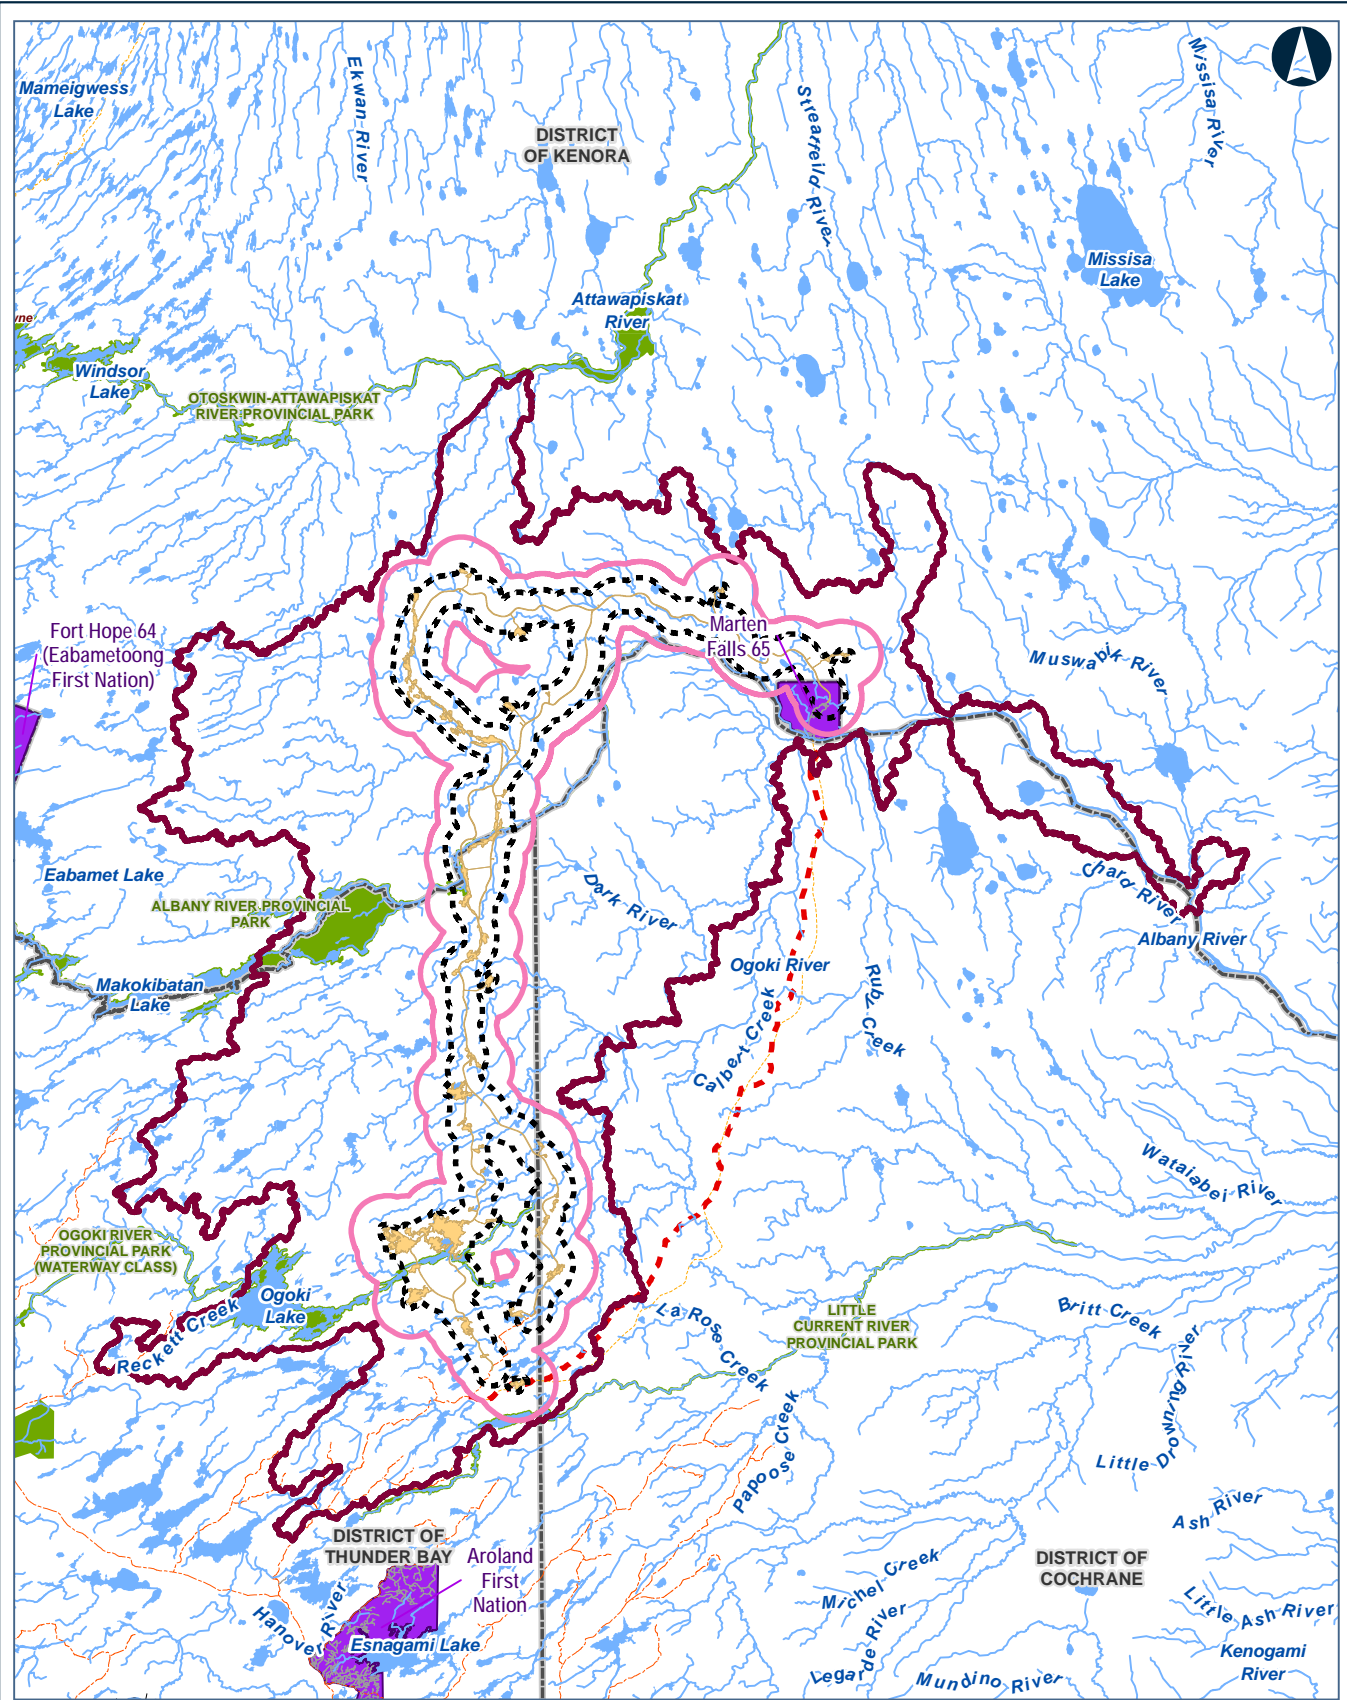 Mameigwess
Lake
Ekwan River
DISTRICT
OF KENORA
Streatfeild River
Missisa River
Missisa
Lake
Attawapiskat
River
Windsor
Lake
OTOSKWIN-ATTAWAPISKAT
RIVER PROVINCIAL PARK
Fort Hope 64
(Eabametoong
First Nation)
Marten
Falls 65
Muswabik River
Eabamet Lake
ALBANY RIVER PROVINCIAL
PARK
Dark River
Chard River
Albany River
Makokibatan
Lake
Ogoki River
Calbert Creek
Ruby Creek
Wataiabei River
OGOKI RIVER
PROVINCIAL PARK
(WATERWAY CLASS)
Ogoki
Lake
Reckett Creek
La Rose Creek
LITTLE
CURRENT RIVER
PROVINCIAL PARK
Britt Creek
Little Drowning River
Papoose Creek
Ash River
DISTRICT OF
THUNDER BAY
Aroland
First
Nation
DISTRICT OF
COCHRANE
Michel Creek
Hanover River
Esnagami Lake
Legarde River
Mundino River
Little Ash River
Kenogami
River